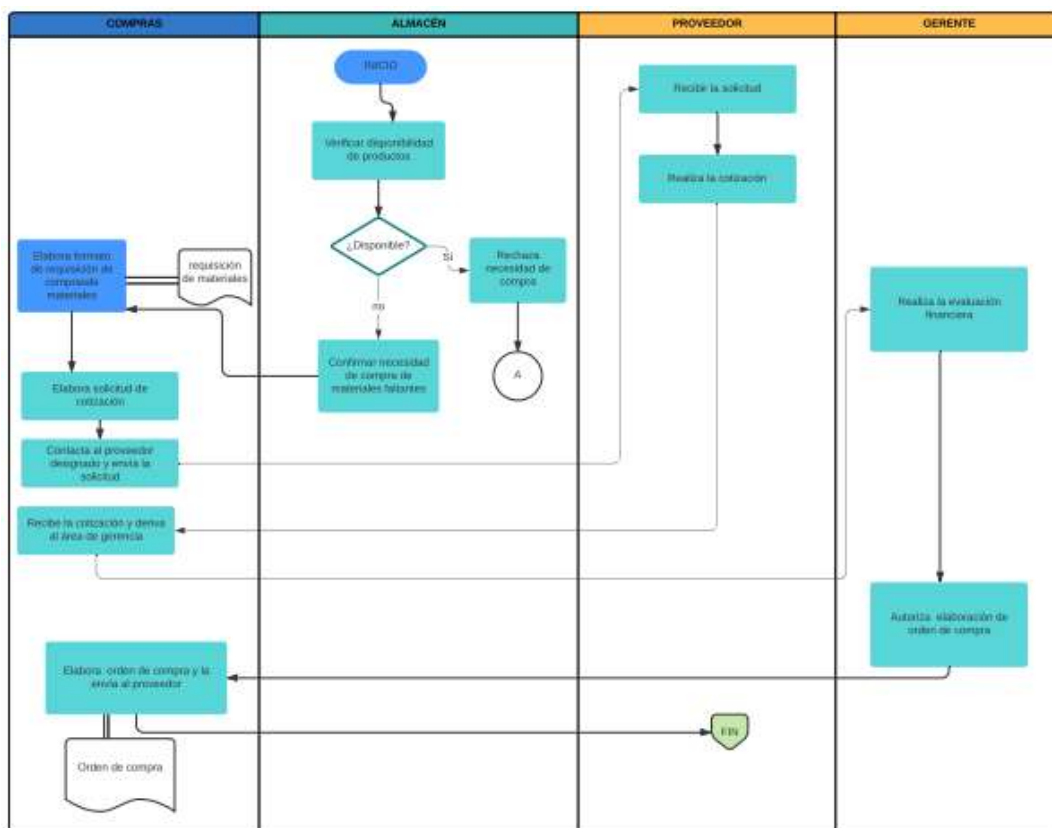 COMPRAS
ALMACÉN
PROVEEDOR
GERENTE
INICIO
Verificar disponibilidad
de productos
¿Disponible?
Si
no
Rechaza
necesidad de
compra
A
Confirmar necesidad
de compra de
materiales faltantes
Elabora formato
de requisición de
materiales
requisición
de materiales
Elabora solicitud de
cotización
Contacta al proveedor
designado y envía la
solicitud
Recibir la solicitud
Realiza la cotización
Recibe la cotización y deriva
al área de gerencia
Realiza la evaluación
financiera
Autoriza elaboración de
orden de compra
Elabora orden de compra y la
envía al proveedor
Orden de compra
FIN